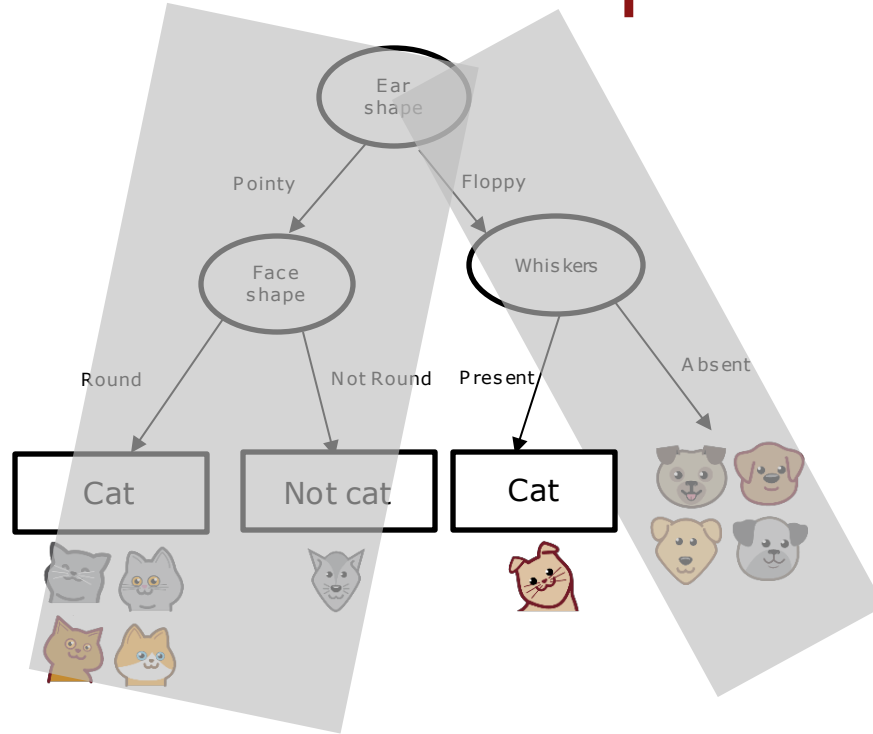 Ear
shape
Pointy
Floppy
Face
shape
Whiskers
Round
Not Round
Present
Absent
Cat
Not cat
Cat